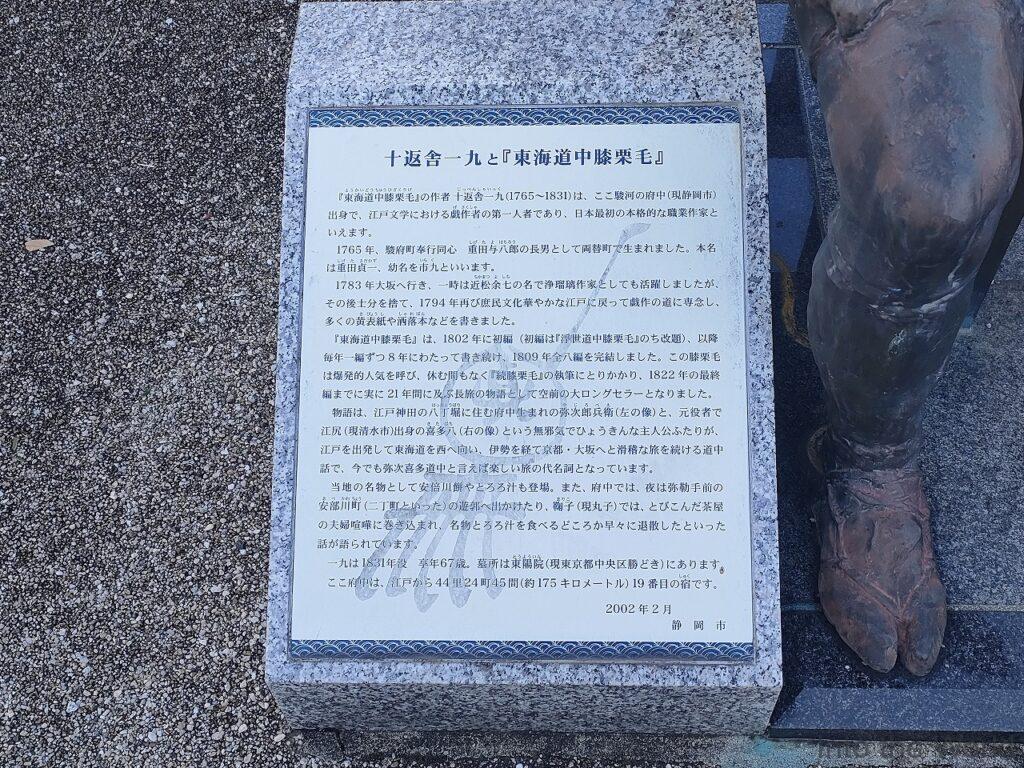 十返舎一九と『東海道中膝栗毛』
『東海道中膝栗毛』の作者 十返舎一九(1765〜1831)は、ここ駿河の府中(現静岡市)
出身で、江戸文学における戯作者の第一人者であり、日本最初の本格的な職業作家と
いえます。
1765年、駿府町奉行同心 重田与八郎の長男として両替町で生まれました。本名
は重田貞一、幼名を市九といいます。
1783年大坂へ行き、一時は近松余七の名で浄瑠璃作家としても活躍しましたが、
その後士分を捨て、1794年再び庶民文化華やかな江戸に戻って戯作の道に専念し、
多くの黄表紙や洒落本などを書きました。
『東海道中膝栗毛』は、1802年に初編(初編は『浮世道中膝栗毛』のち改題)、以降
毎年一編ずつ8年にわたって書き続け、1809年全八編を完結しました。この膝栗毛
は爆発的人気を呼び、休む間もなく『続膝栗毛』の執筆にとりかかり、1822年の最終
編までに実に21年間に及ぶ長旅の物語として空前の大ロングセラーとなりました。
物語は、江戸神田の八丁堀に住む府中生まれの弥次郎兵衛(左の像)と、元役者で
江尻(現清水市)出身の喜多八(右の像)という無邪気でひょうきんな主人公ふたりが、
江戸を出発して東海道を西へ向い、伊勢を経て京都・大坂へと滑稽な旅を続ける道中
話で、今でも弥次喜多道中と言えば楽しい旅の代名詞となっています。
当地の名物として安倍川餅やとろろ汁も登場。また、府中では、夜は弥勒手前の
安部川町(二丁町といった)の遊郭へ出かけたり、鞠子(現丸子)では、とびこんだ茶屋
の夫婦喧嘩に巻き込まれ、名物とろろ汁を食べるどころか早々に退散したといった
話が語られています。
一九は1831年没 享年67歳。墓所は東陽院(現東京都中央区勝どき)にあります。
ここ府中は、江戸から44里24町45間(約175キロメートル)19番目の宿です。
2002年2月
静岡市